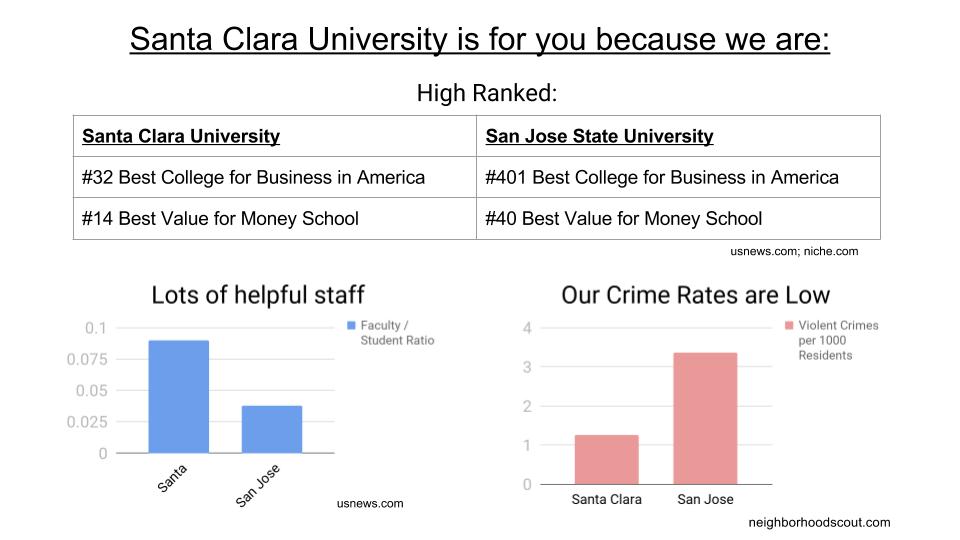 Santa Clara University is for you because we are:
High Ranked:
Santa Clara University
San Jose State University
#32 Best College for Business in America
#401 Best College for Business in America
#14 Best Value for Money School
#40 Best Value for Money School
usnews.com; niche.com
Lots of helpful staff
0.1
0.075
0.05
0.025
0
Santa
San Jose
Faculty /
Student Ratio
usnews.com
Our Crime Rates are Low
4
3
2
1
0
Santa Clara
San Jose
Violent Crimes
per 1000
Residents
neighborhoodscout.com